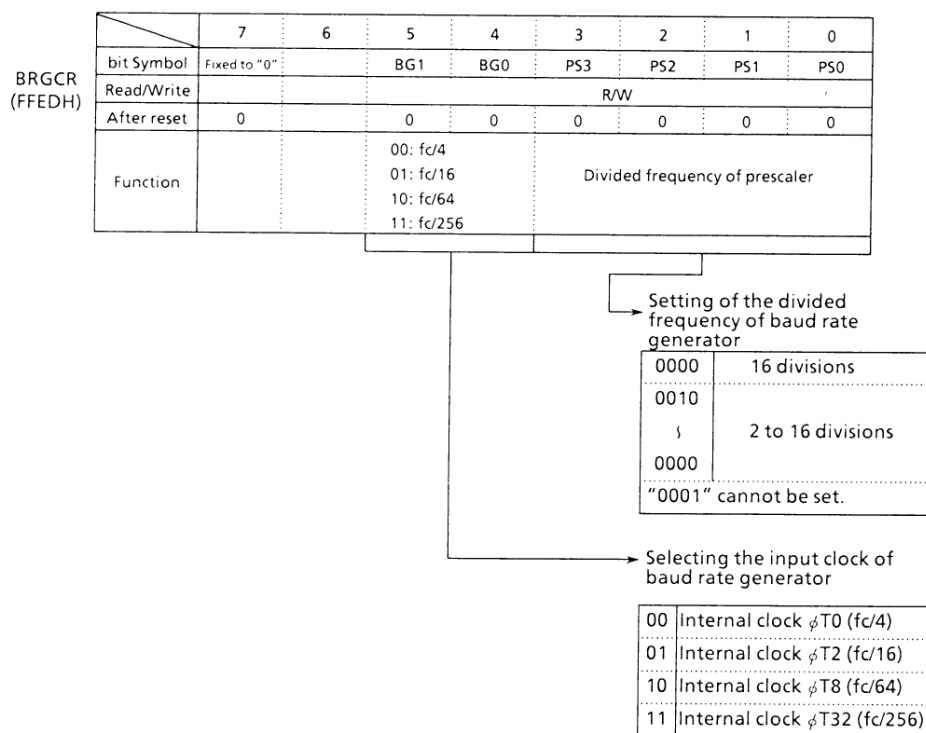 7 6 5 4 3 2 1 0
bit Symbol Fixed to "0" BG1 BG0 PS3 PS2 PS1 PS0
BRGCR
(FFEDH)
Read/Write R/W
After reset 0 0 0 0 0 0 0
Function
00: fc/4
01: fc/16
10: fc/64
11: fc/256
Divided frequency of prescaler
Setting of the divided
frequency of baud rate
generator
0000 16 divisions
0010
≀ 2 to 16 divisions
0000
"0001" cannot be set.
Selecting the input clock of
baud rate generator
00 Internal clock φT0 (fc/4)
01 Internal clock φT2 (fc/16)
10 Internal clock φT8 (fc/64)
11 Internal clock φT32 (fc/256)